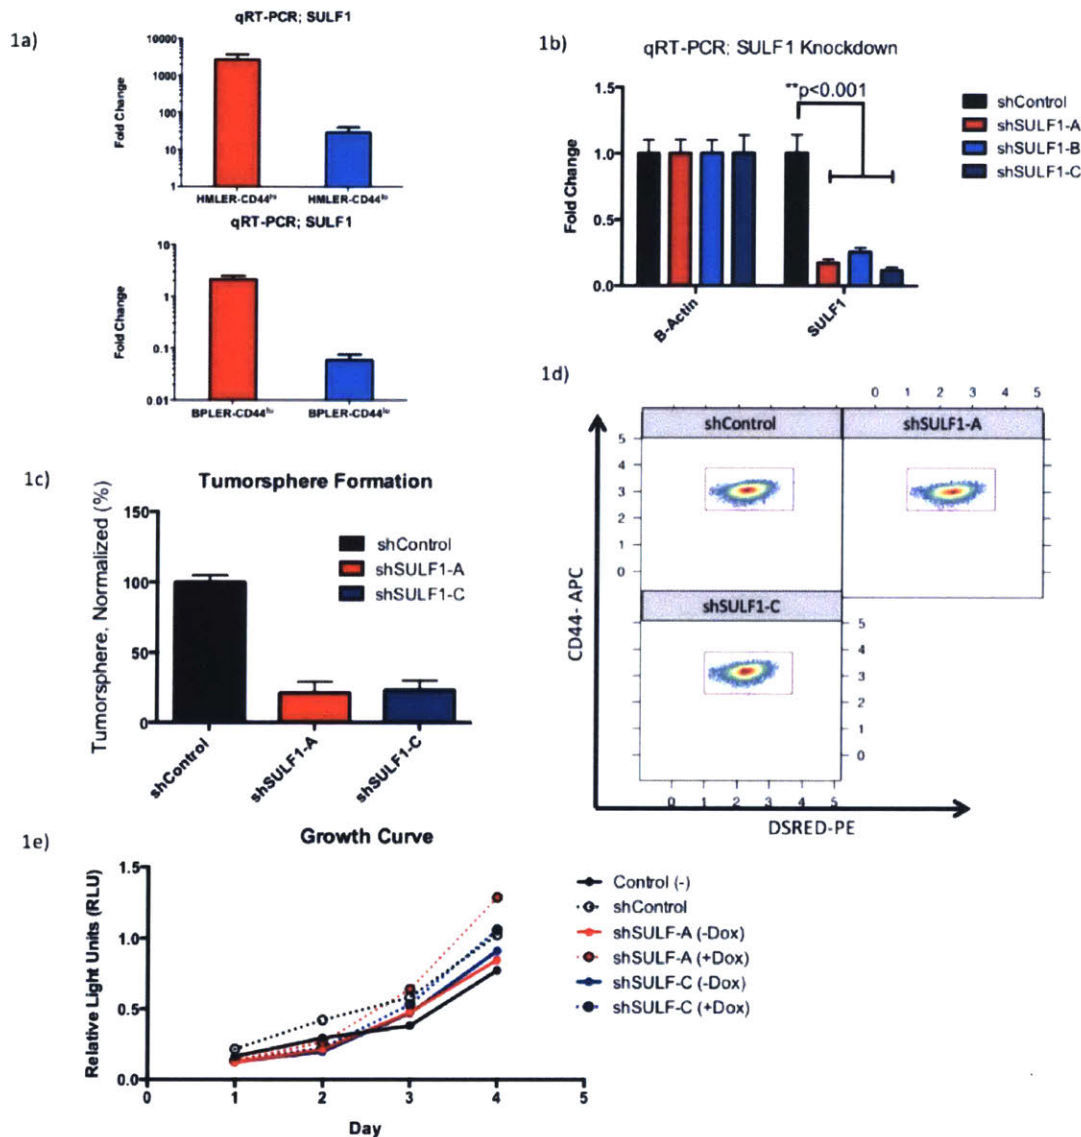 1a)
qRT-PCR; SULF1
Fold Change
10000
1000
100
10
1
HMLER-CD44hi
HMLER-CD44lo
qRT-PCR; SULF1
Fold Change
10
1
0.1
0.01
BPLER-CD44hi
BPLER-CD44lo
1b)
qRT-PCR; SULF1 Knockdown
Fold Change
1.5
1.0
0.5
0.0
**p<0.001
B-Actin
SULF1
shControl
shSULF1-A
shSULF1-B
shSULF1-C
1c)
Tumorsphere Formation
Tumorsphere, Normalized (%)
150
100
50
0
shControl
shSULF1-A
shSULF1-C
shControl
shSULF1-A
shSULF1-C
1d)
0 1 2 3 4 5
shControl
shSULF1-A
5
4
3
2
1
0
5
4
3
2
1
0
shSULF1-C
5
4
3
2
1
0
0 1 2 3 4 5
CD44- APC
DSRED-PE
1e)
Growth Curve
Relative Light Units (RLU)
1.5
1.0
0.5
0.0
0 1 2 3 4 5
Day
Control (-)
shControl
shSULF-A (-Dox)
shSULF-A (+Dox)
shSULF-C (-Dox)
shSULF-C (+Dox)